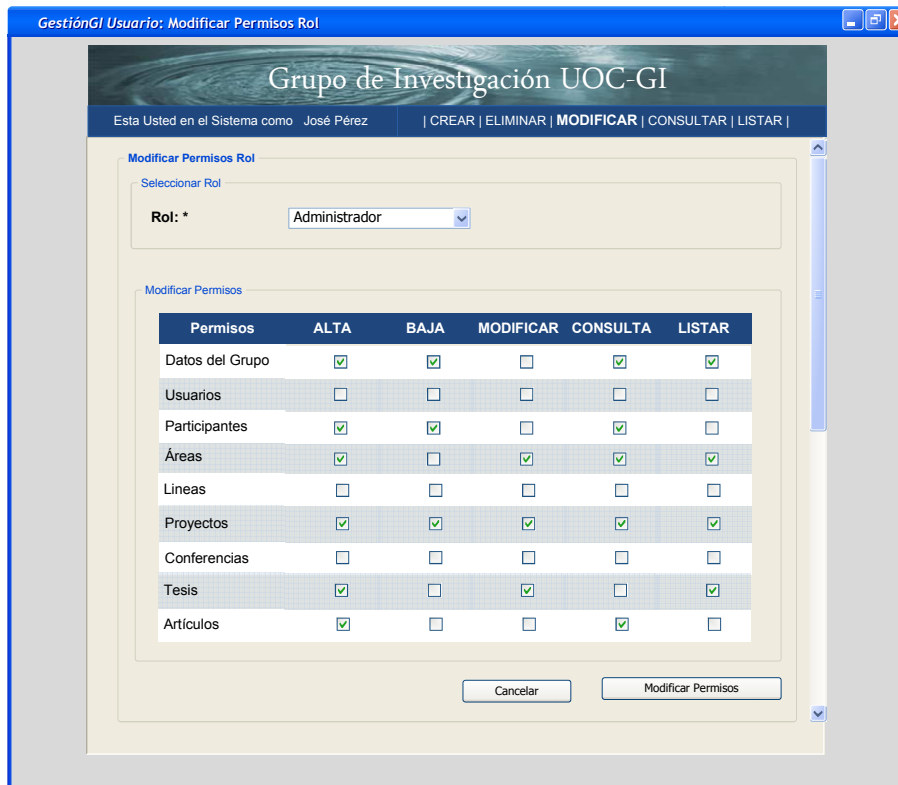 GestiónGI Usuario: Modificar Permisos Rol
Grupo de Investigación UOC-GI
Esta Usted en el Sistema como José Pérez | CREAR | ELIMINAR | MODIFICAR | CONSULTAR | LISTAR |
Modificar Permisos Rol
Seleccionar Rol
Rol: * Administrador
Modificar Permisos
Permisos ALTA BAJA MODIFICAR CONSULTA LISTAR
Datos del Grupo
Usuarios
Participantes
Áreas
Lineas
Proyectos
Conferencias
Tesis
Artículos
Cancelar Modificar Permisos